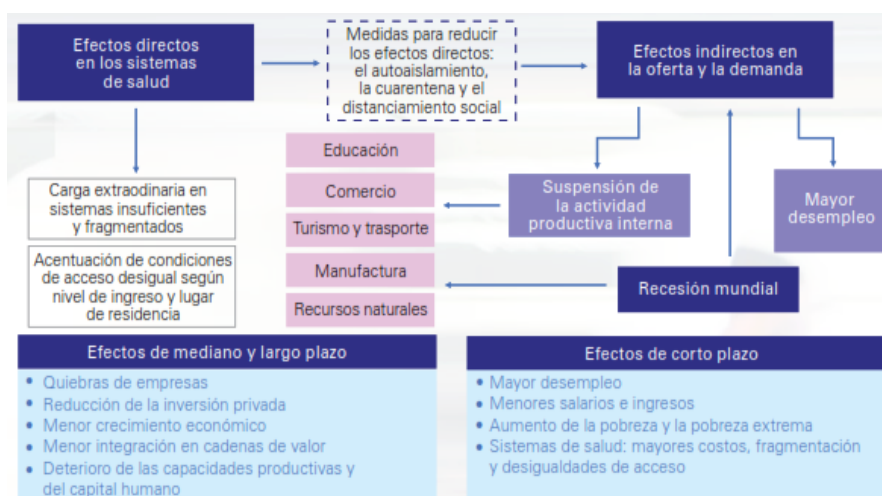 Efectos directos
en los sistemas
de salud
Medidas para reducir
los efectos directos:
el autoaislamiento,
la cuarentena y el
distanciamiento social
Efectos indirectos en
la oferta y la demanda
Educación
Comercio
Turismo y trasporte
Manufactura
Recursos naturales
Suspensión de
la actividad
productiva interna
Mayor
desempleo
Carga extraodinaria en
sistemas insuficientes
y fragmentados
Acentuación de condiciones
de acceso desigual según
nivel de ingreso y lugar
de residencia
Recesión mundial
Efectos de mediano y largo plazo
• Quiebras de empresas
• Reducción de la inversión privada
• Menor crecimiento económico
• Menor integración en cadenas de valor
• Deterioro de las capacidades productivas y
del capital humano
Efectos de corto plazo
• Mayor desempleo
• Menores salarios e ingresos
• Aumento de la pobreza y la pobreza extrema
• Sistemas de salud: mayores costos, fragmentación
y desigualdades de acceso